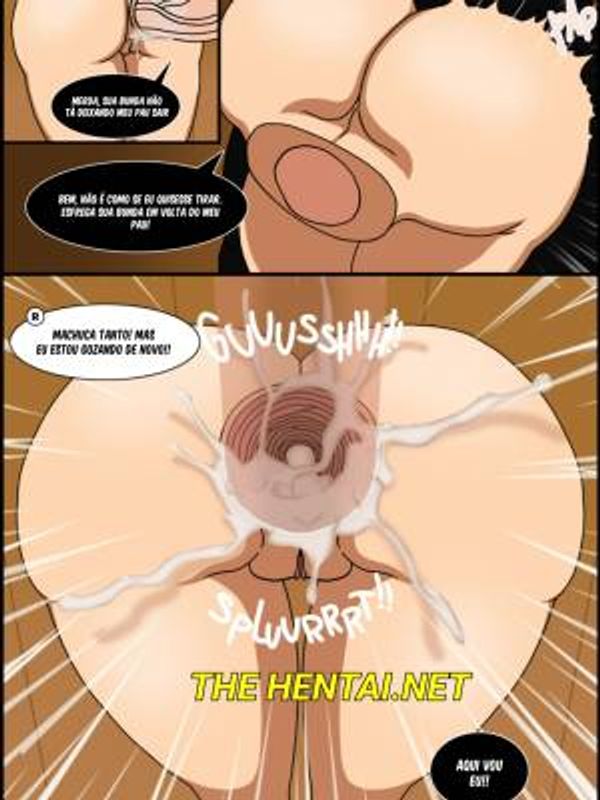 PLAP
MERDA, SUA BUNDA NÃO
TÁ DEIXANDO MEU PAU SAIR
BEM, NÃO É COMO SE EU QUISESSE TIRAR.
ESFREGA SUA BUNDA EM VOLTA DO MEU
PAU!
R
MACHUCA TANTO! MAS
EU ESTOU GOZANDO DE NOVO!!
GUUUSSHHH!!
SPLUURRRT!!
THE HENTAI.NET
AQUI VOU
EU!!